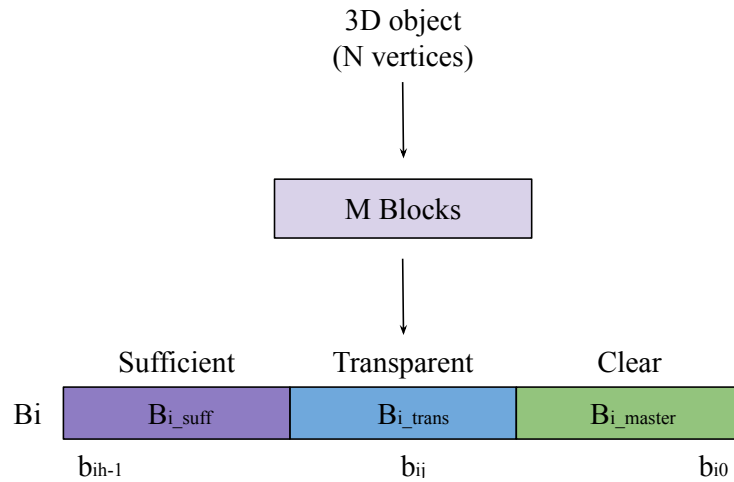 3D object
(N vertices)
M Blocks
Sufficient Transparent Clear
Bi Bi_suff Bi_trans Bi_master
bih-1 bij bi0